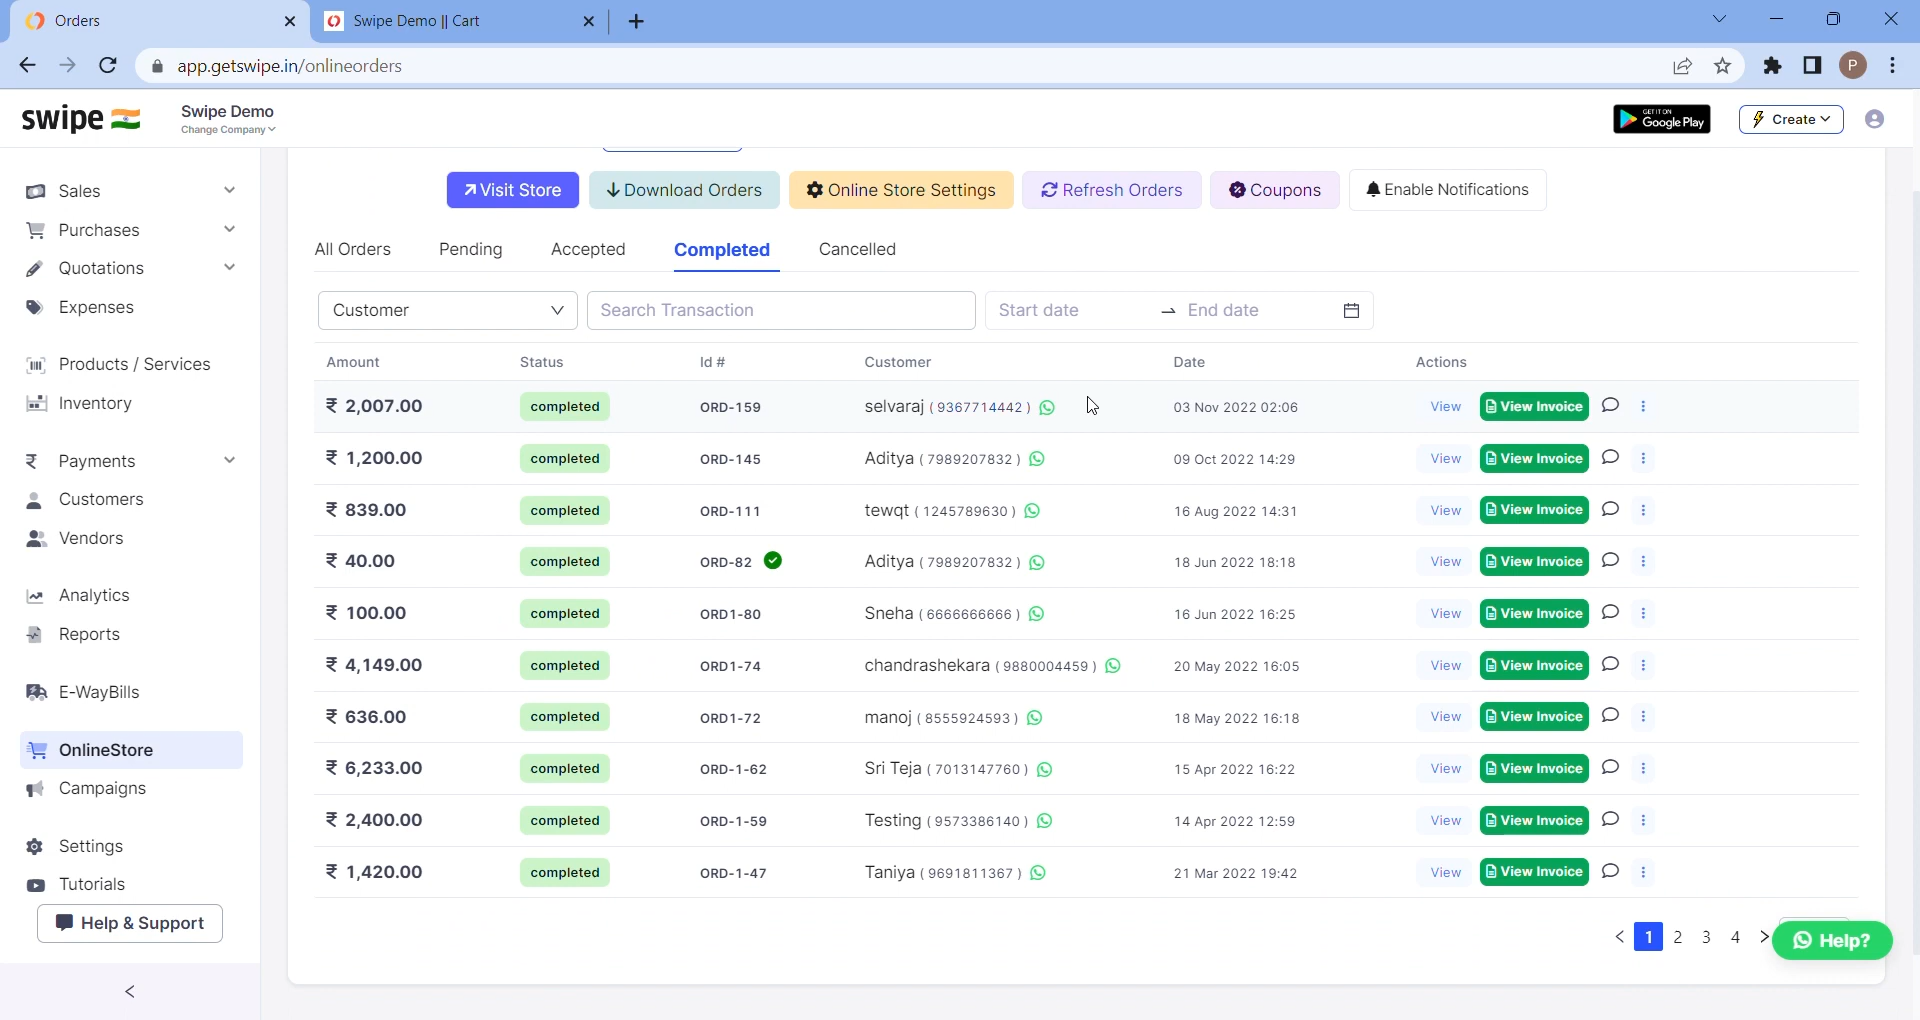 Orders
Swipe Demo || Cart
app.getswipe.in/onlineorders
P
swipe
Swipe Demo
Change Company
GET IT ON
Google Play
Create
Sales
Purchases
Quotations
Expenses
Products / Services
Inventory
Payments
Customers
Vendors
Analytics
Reports
E-WayBills
OnlineStore
Campaigns
Settings
Tutorials
Help & Support
Visit Store
Download Orders
Online Store Settings
Refresh Orders
Coupons
Enable Notifications
All Orders
Pending
Accepted
Completed
Cancelled
Customer
Search Transaction
Start date
End date
Amount Status Id # Customer Date Actions
₹ 2,007.00 completed ORD-159 selvaraj ( 9367714442 ) 03 Nov 2022 02:06 View View Invoice
₹ 1,200.00 completed ORD-145 Aditya ( 7989207832 ) 09 Oct 2022 14:29 View View Invoice
₹ 839.00 completed ORD-111 tewqt ( 1245789630 ) 16 Aug 2022 14:31 View View Invoice
₹ 40.00 completed ORD-82 Aditya ( 7989207832 ) 18 Jun 2022 18:18 View View Invoice
₹ 100.00 completed ORD1-80 Sneha ( 6666666666 ) 16 Jun 2022 16:25 View View Invoice
₹ 4,149.00 completed ORD1-74 chandrashekara ( 9880004459 ) 20 May 2022 16:05 View View Invoice
₹ 636.00 completed ORD1-72 manoj ( 8555924593 ) 18 May 2022 16:18 View View Invoice
₹ 6,233.00 completed ORD-1-62 Sri Teja ( 7013147760 ) 15 Apr 2022 16:22 View View Invoice
₹ 2,400.00 completed ORD-1-59 Testing ( 9573386140 ) 14 Apr 2022 12:59 View View Invoice
₹ 1,420.00 completed ORD-1-47 Taniya ( 9691811367 ) 21 Mar 2022 19:42 View View Invoice
< 1 2 3 4 >
Help?